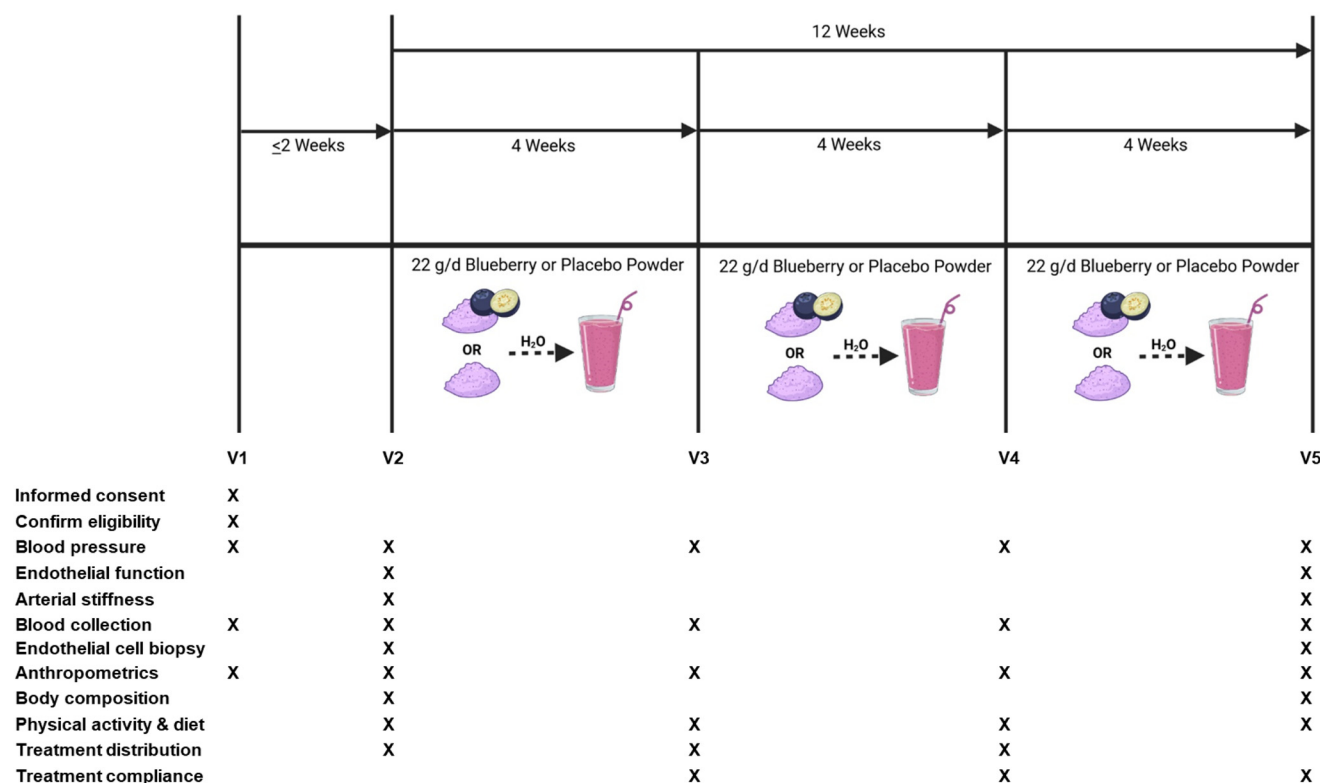 12 Weeks
≤2 Weeks 4 Weeks 4 Weeks 4 Weeks
22 g/d Blueberry or Placebo Powder 22 g/d Blueberry or Placebo Powder 22 g/d Blueberry or Placebo Powder
OR H₂O OR H₂O OR H₂O
V1 V2 V3 V4 V5
Informed consent X
Confirm eligibility X
Blood pressure X X X X X
Endothelial function X X
Arterial stiffness X X
Blood collection X X X X X
Endothelial cell biopsy X X
Anthropometrics X X X X X
Body composition X X
Physical activity & diet X X X X
Treatment distribution X X X
Treatment compliance X X X